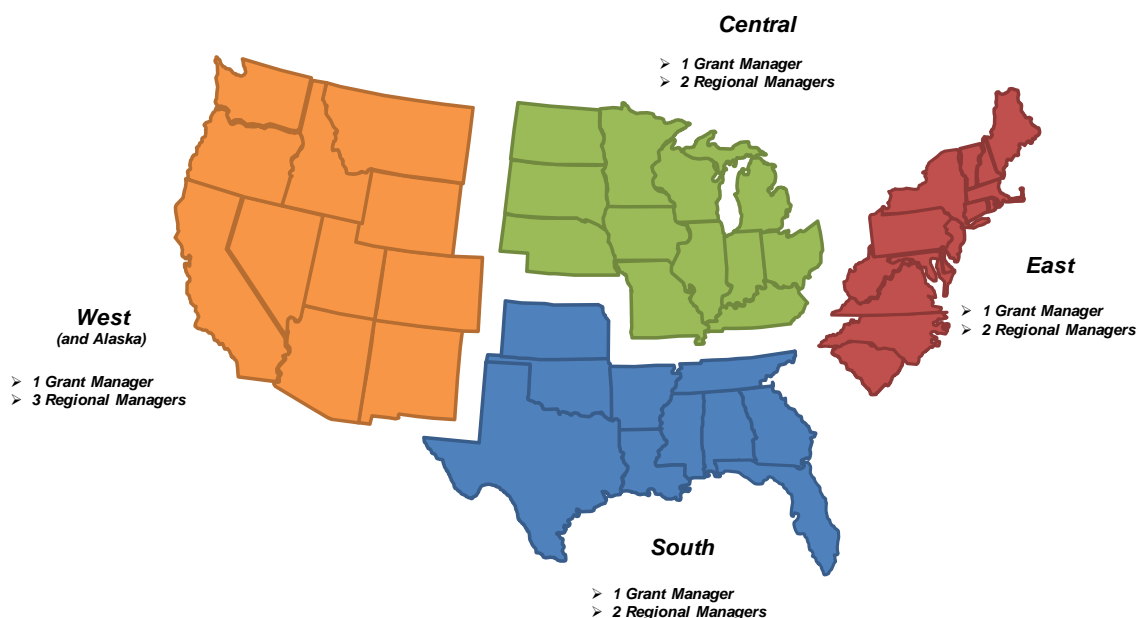 Central
➢ 1 Grant Manager
➢ 2 Regional Managers
East
➢ 1 Grant Manager
➢ 2 Regional Managers
West
(and Alaska)
➢ 1 Grant Manager
➢ 3 Regional Managers
South
➢ 1 Grant Manager
➢ 2 Regional Managers